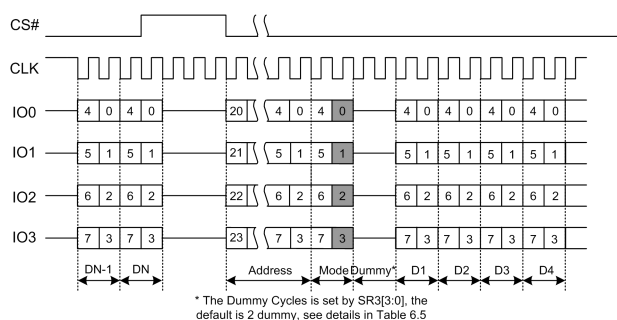 CS#
CLK
IO0 4 0 4 0 20 4 0 4 0 4 0 4 0 4 0 4 0
IO1 5 1 5 1 21 5 1 5 1 5 1 5 1 5 1 5 1
IO2 6 2 6 2 22 6 2 6 2 6 2 6 2 6 2 6 2
IO3 7 3 7 3 23 7 3 7 3 7 3 7 3 7 3 7 3
DN-1 DN Address Mode Dummy* D1 D2 D3 D4
* The Dummy Cycles is set by SR3[3:0], the
default is 2 dummy, see details in Table 6.5